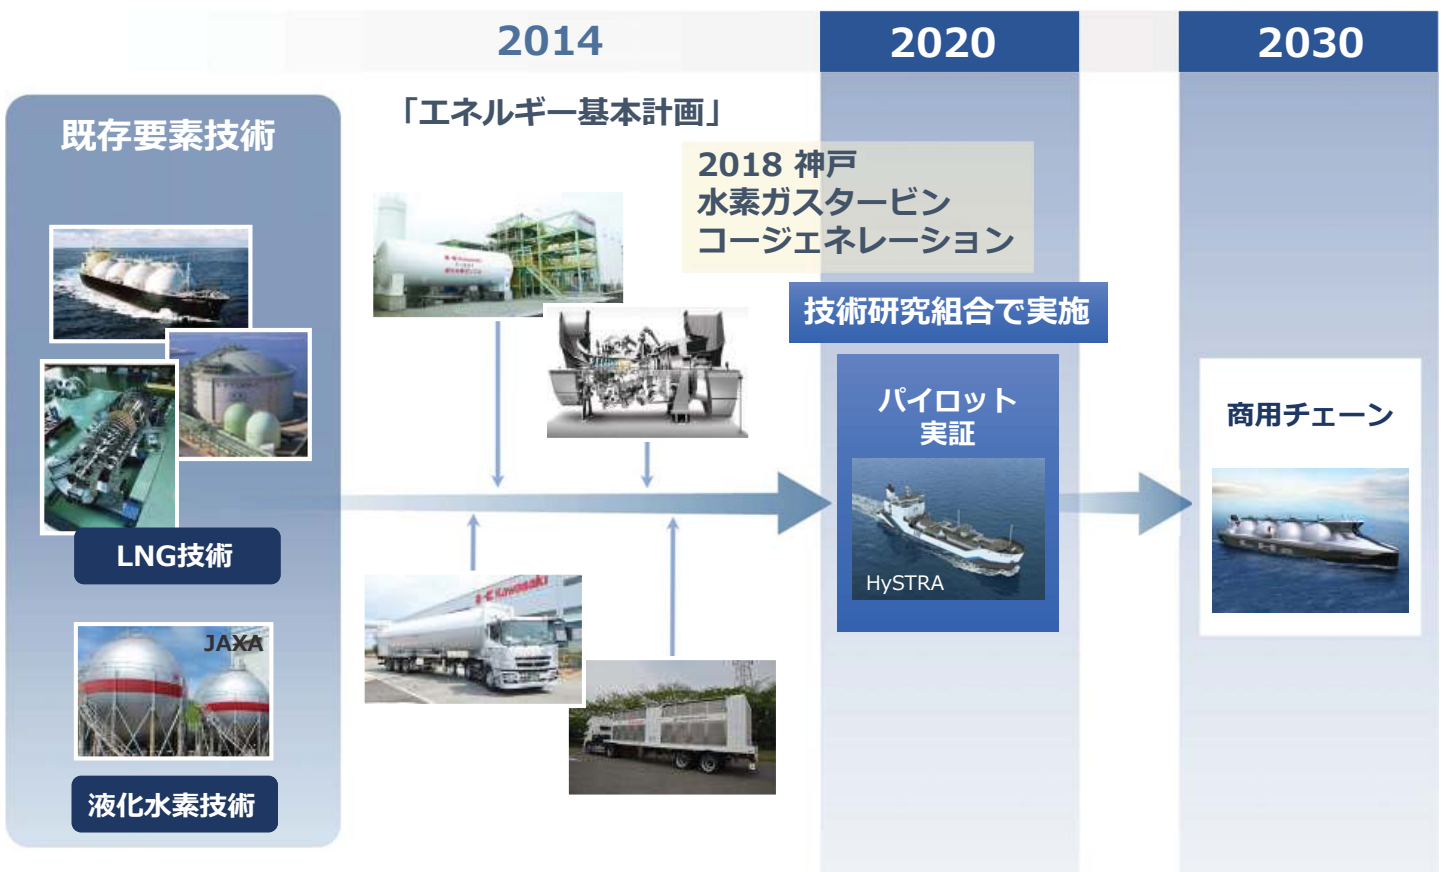 2014
2020
2030
既存要素技術
「エネルギー基本計画」
2018 神戸
水素ガスタービン
コージェネレーション
技術研究組合で実施
パイロット
実証
HySTRA
商用チェーン
LNG技術
JAXA
液化水素技術
Kawasaki
Kawasaki